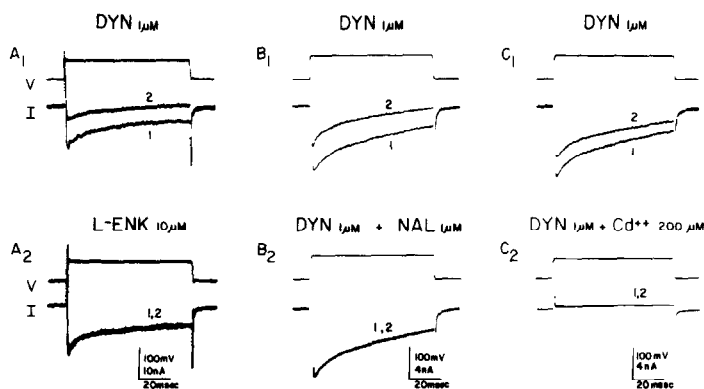 DYN 1μM
DYN 1μM
DYN 1μM
A1
B1
C1
V
I
2
1
2
1
2
1
L-ENK 10μM
DYN 1μM + NAL 1μM
DYN 1μM + Cd++ 200μM
A2
B2
C2
V
I
1,2
1,2
1,2
100mV
10nA
20msec
100mV
4nA
20msec
100mV
4nA
20msec